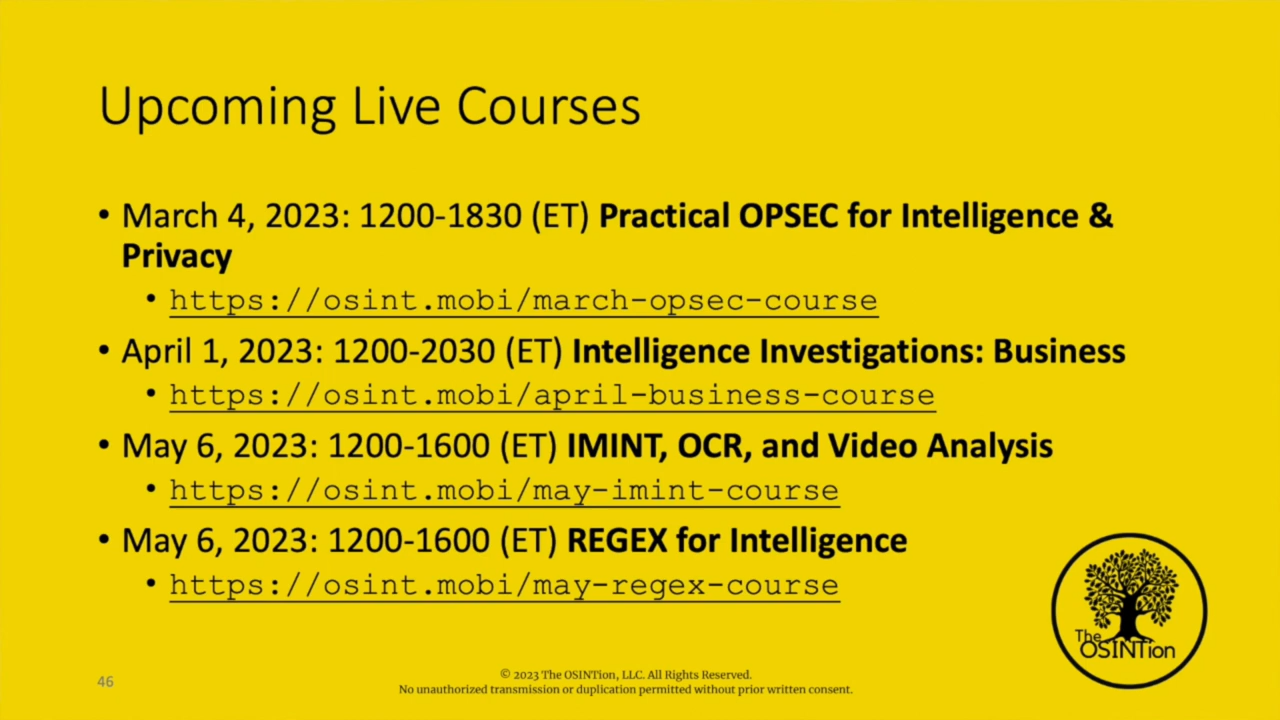 Upcoming Live Courses
• March 4, 2023: 1200-1830 (ET) Practical OPSEC for Intelligence &
Privacy
• https://osint.mobi/march-opsec-course
• April 1, 2023: 1200-2030 (ET) Intelligence Investigations: Business
• https://osint.mobi/april-business-course
• May 6, 2023: 1200-1600 (ET) IMINT, OCR, and Video Analysis
• https://osint.mobi/may-imint-course
• May 6, 2023: 1200-1600 (ET) REGEX for Intelligence
• https://osint.mobi/may-regex-course
The
OSINTion
46
© 2023 The OSINTion, LLC. All Rights Reserved.
No unauthorized transmission or duplication permitted without prior written consent.